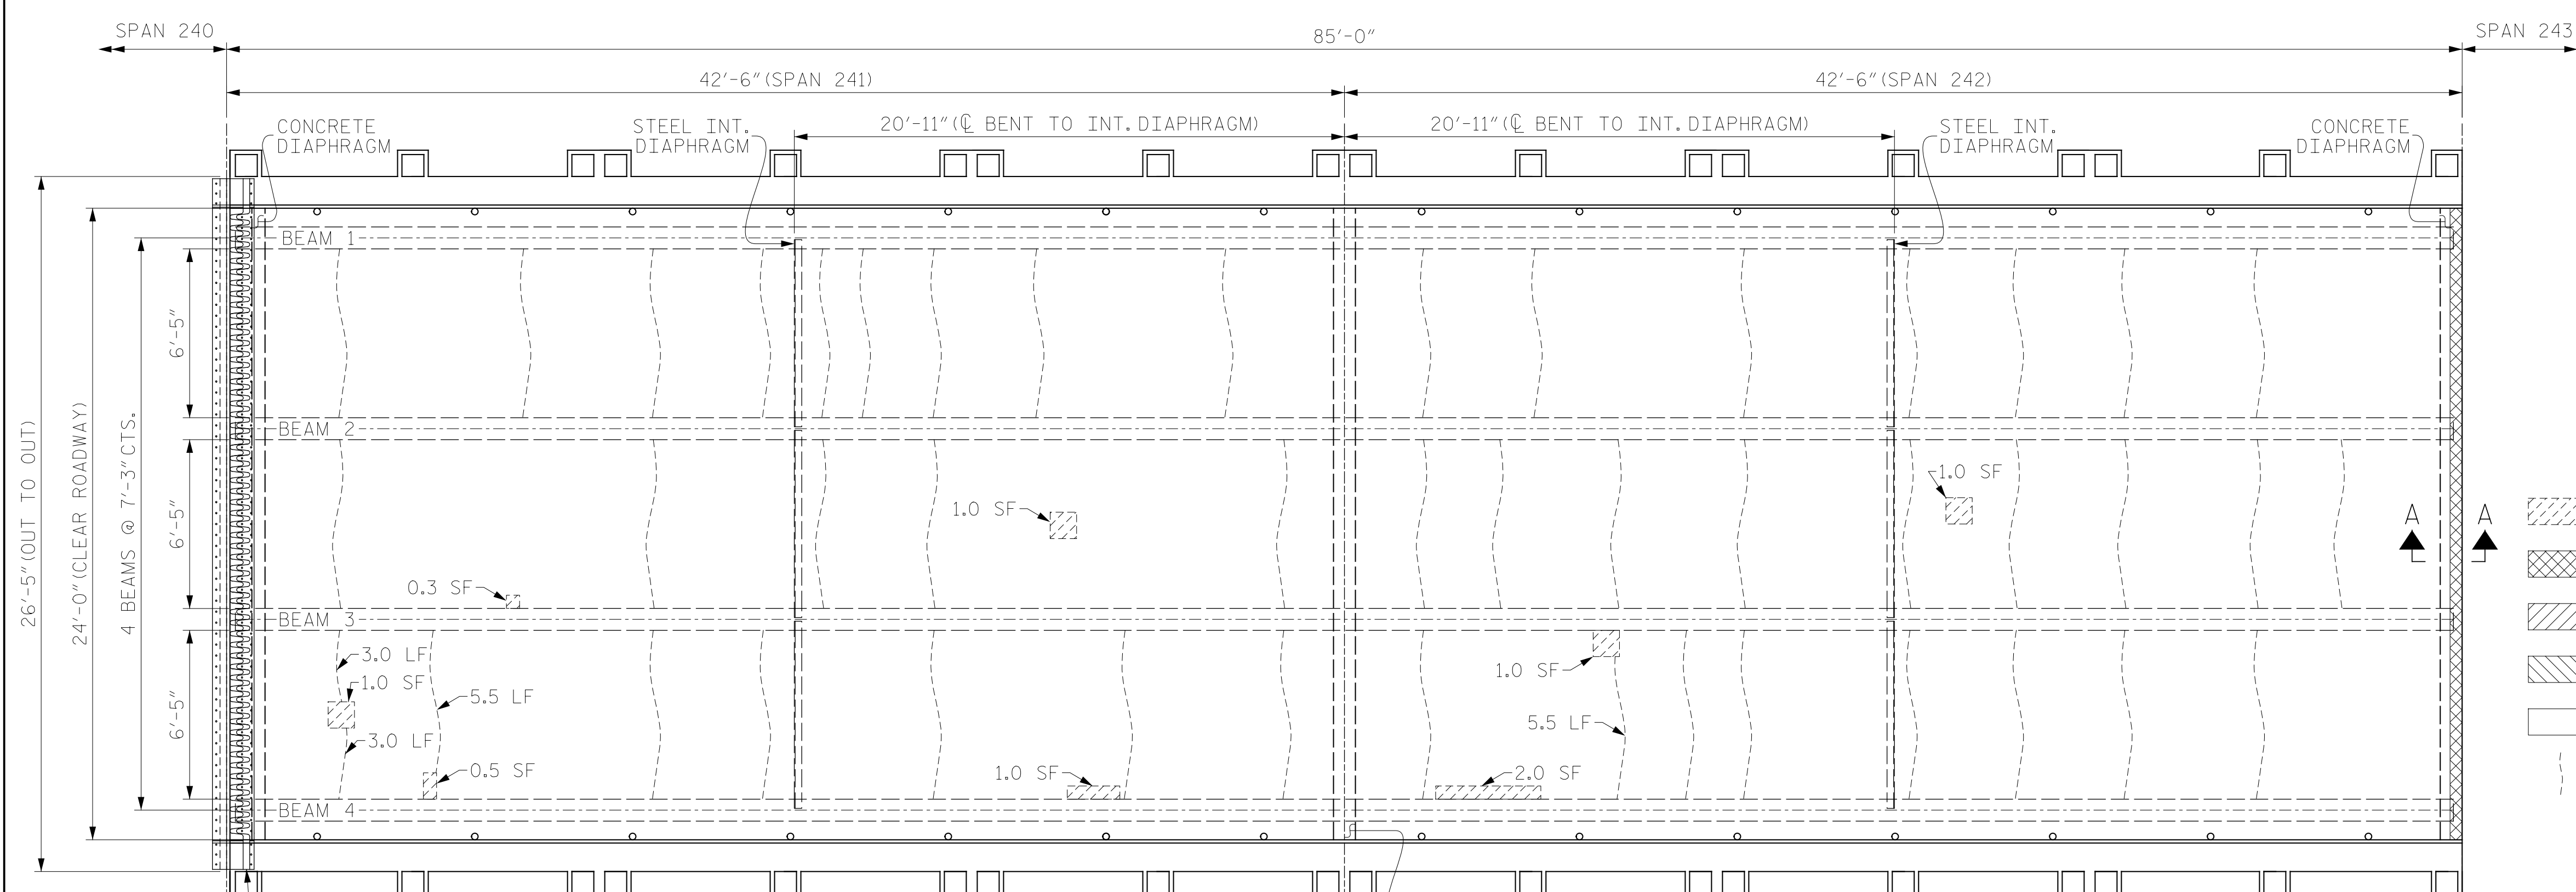 SPAN 240
85'-0"
SPAN 243
42'-6" (SPAN 241)
42'-6" (SPAN 242)
CONCRETE
DIAPHRAGM
STEEL INT.
DIAPHRAGM
20'-11" (℄ BENT TO INT. DIAPHRAGM)
20'-11" (℄ BENT TO INT. DIAPHRAGM)
STEEL INT.
DIAPHRAGM
CONCRETE
DIAPHRAGM
26'-5" (OUT TO OUT)
24'-0" (CLEAR ROADWAY)
4 BEAMS @ 7'-3" CTS.
6'-5"
6'-5"
6'-5"
BEAM 1
BEAM 2
1.0 SF
1.0 SF
A
A
0.3 SF
BEAM 3
3.0 LF
1.0 SF
5.5 LF
3.0 LF
0.5 SF
1.0 SF
1.0 SF
5.5 LF
2.0 SF
BEAM 4